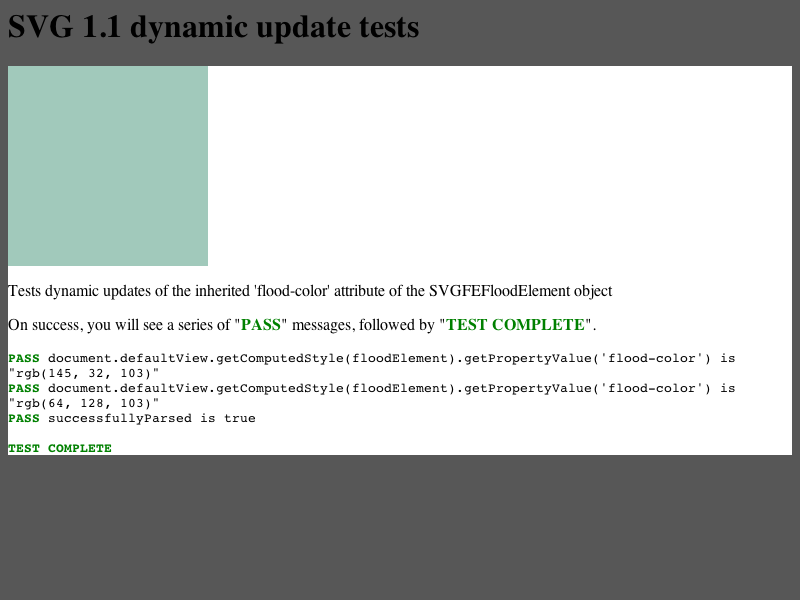 SVG 1.1 dynamic update tests
Tests dynamic updates of the inherited 'flood-color' attribute of the SVGFEFloodElement object
On success, you will see a series of "PASS" messages, followed by "TEST COMPLETE".
PASS document.defaultView.getComputedStyle(floodElement).getPropertyValue('flood-color') is
"rgb(145, 32, 103)"
PASS document.defaultView.getComputedStyle(floodElement).getPropertyValue('flood-color') is
"rgb(64, 128, 103)"
PASS successfullyParsed is true
TEST COMPLETE